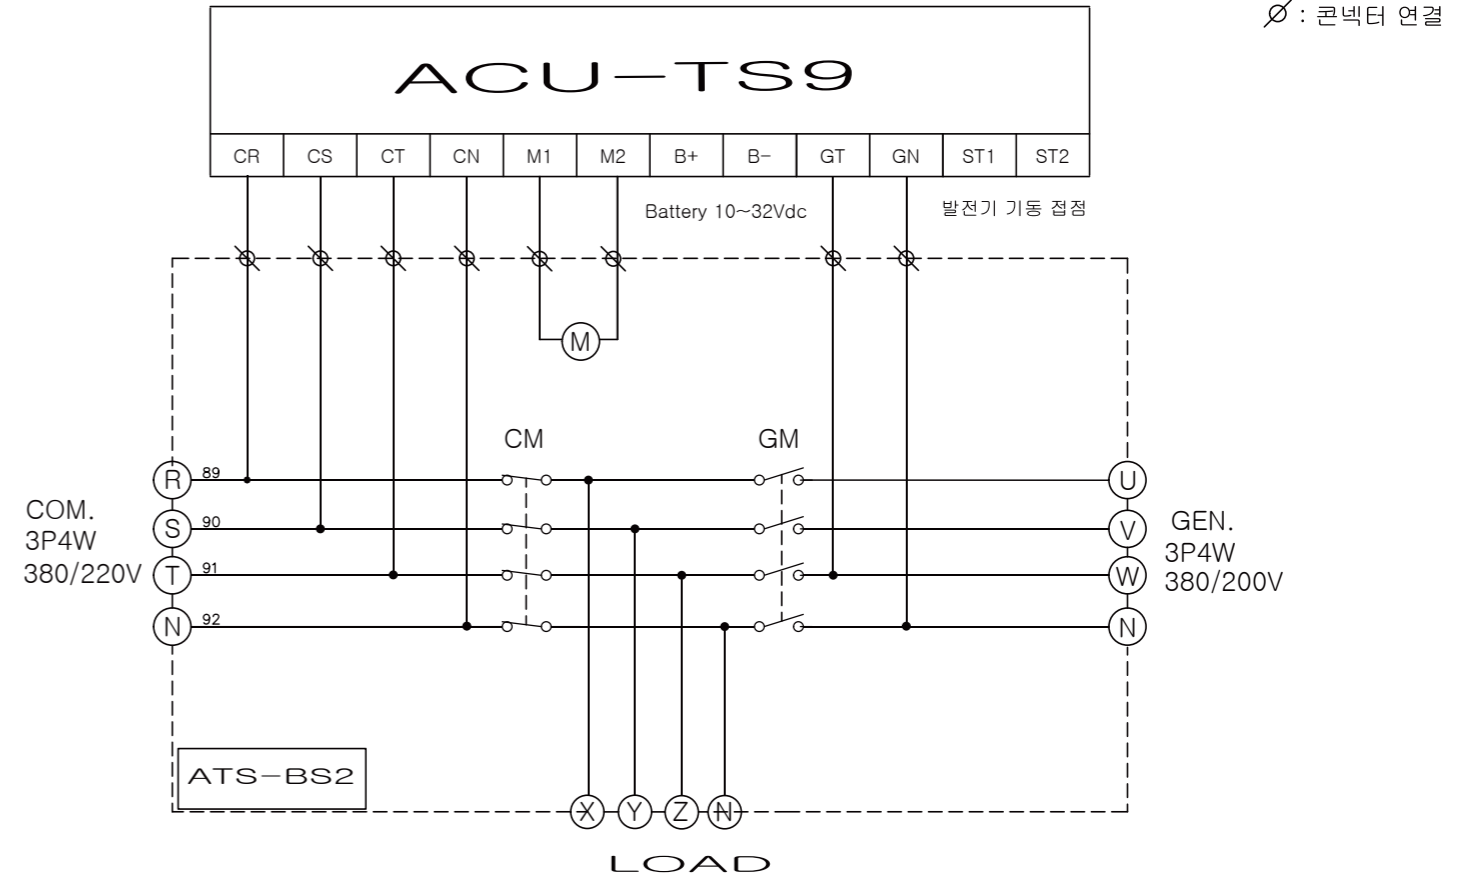 : 콘넥터 연결
ACU-TS9
CR CS CT CN M1 M2 B+ B- GT GN ST1 ST2
Battery 10~32Vdc
발전기 기동 접점
M
CM
GM
R 89
S 90
T 91
N 92
COM.
3P4W
380/220V
U
V
W
N
GEN.
3P4W
380/200V
ATS-BS2
X Y Z N
LOAD